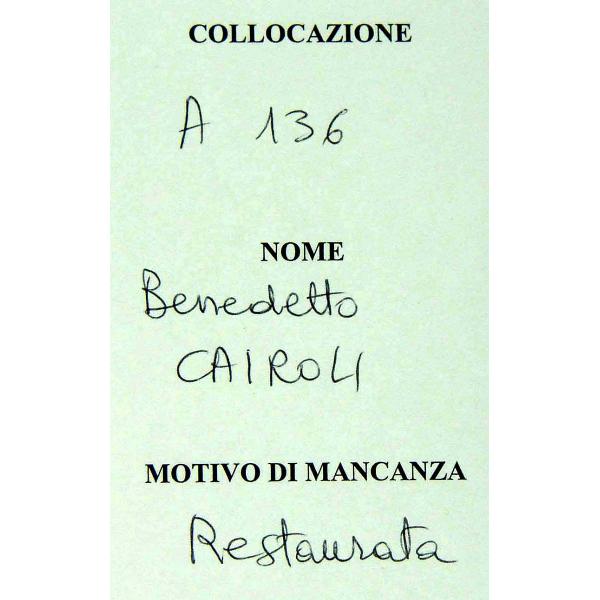 COLLOCAZIONE
A 136
NOME
Benedetto
CAIROLI
MOTIVO DI MANCANZA
Restaurata